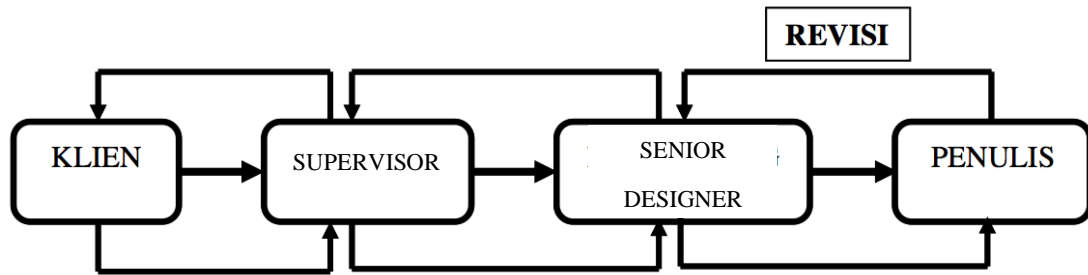 REVISI
KLIEN
SUPERVISOR
SENIOR
DESIGNER
PENULIS